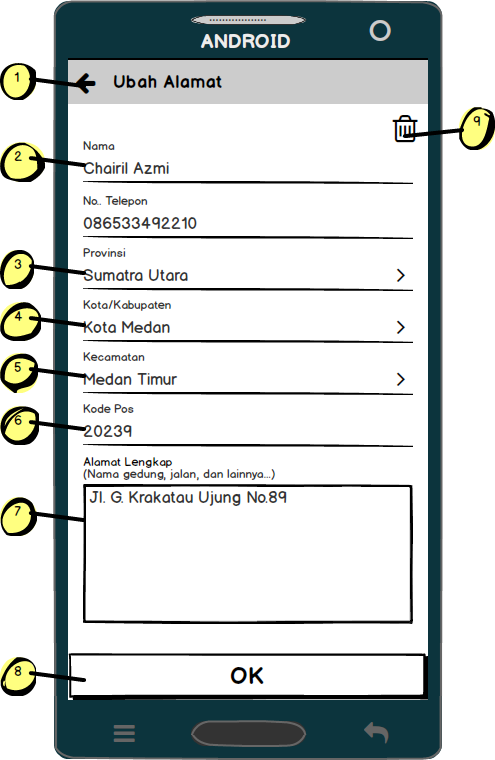 ANDROID
1
Ubah Alamat
9
Nama
2
Chairil Azmi
No.. Telepon
086533492210
Provinsi
3
Sumatra Utara
Kota/Kabupaten
4
Kota Medan
Kecamatan
5
Medan Timur
Kode Pos
6
20239
Alamat Lengkap
(Nama gedung, jalan, dan lainnya...)
Jl. G. Krakatau Ujung No.89
7
8
OK